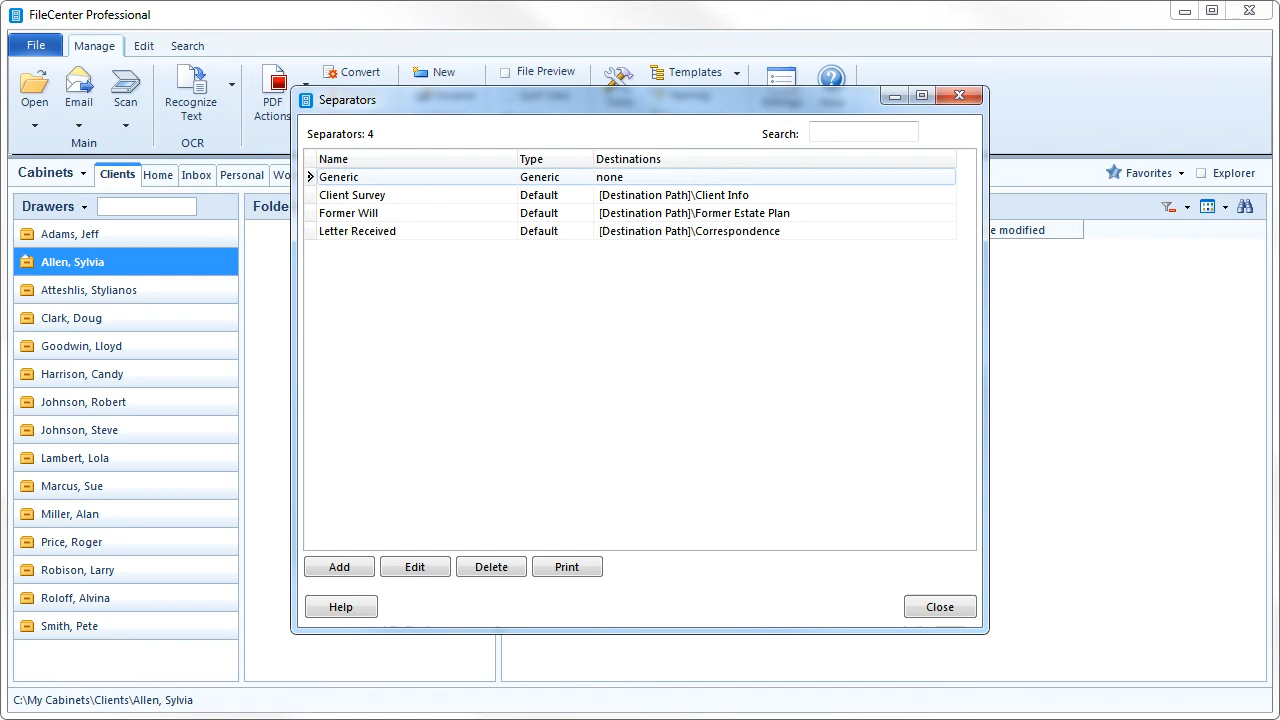 FileCenter Professional
File
Manage
Edit
Search
Open
Email
Scan
Main
Recognize
Text
OCR
PDF
Actions
Convert
New
File Preview
Templates
Separators
Separators: 4
Search:
Name Type Destinations
Generic Generic none
Client Survey Default [Destination Path]\Client Info
Former Will Default [Destination Path]\Former Estate Plan
Letter Received Default [Destination Path]\Correspondence
Add
Edit
Delete
Print
Help
Close
Cabinets
Clients
Home
Inbox
Personal
Wo
Favorites
Explorer
Drawers
Folde
e modified
Adams, Jeff
Allen, Sylvia
Atteshlis, Stylianos
Clark, Doug
Goodwin, Lloyd
Harrison, Candy
Johnson, Robert
Johnson, Steve
Lambert, Lola
Marcus, Sue
Miller, Alan
Price, Roger
Robison, Larry
Roloff, Alvina
Smith, Pete
C:\My Cabinets\Clients\Allen, Sylvia